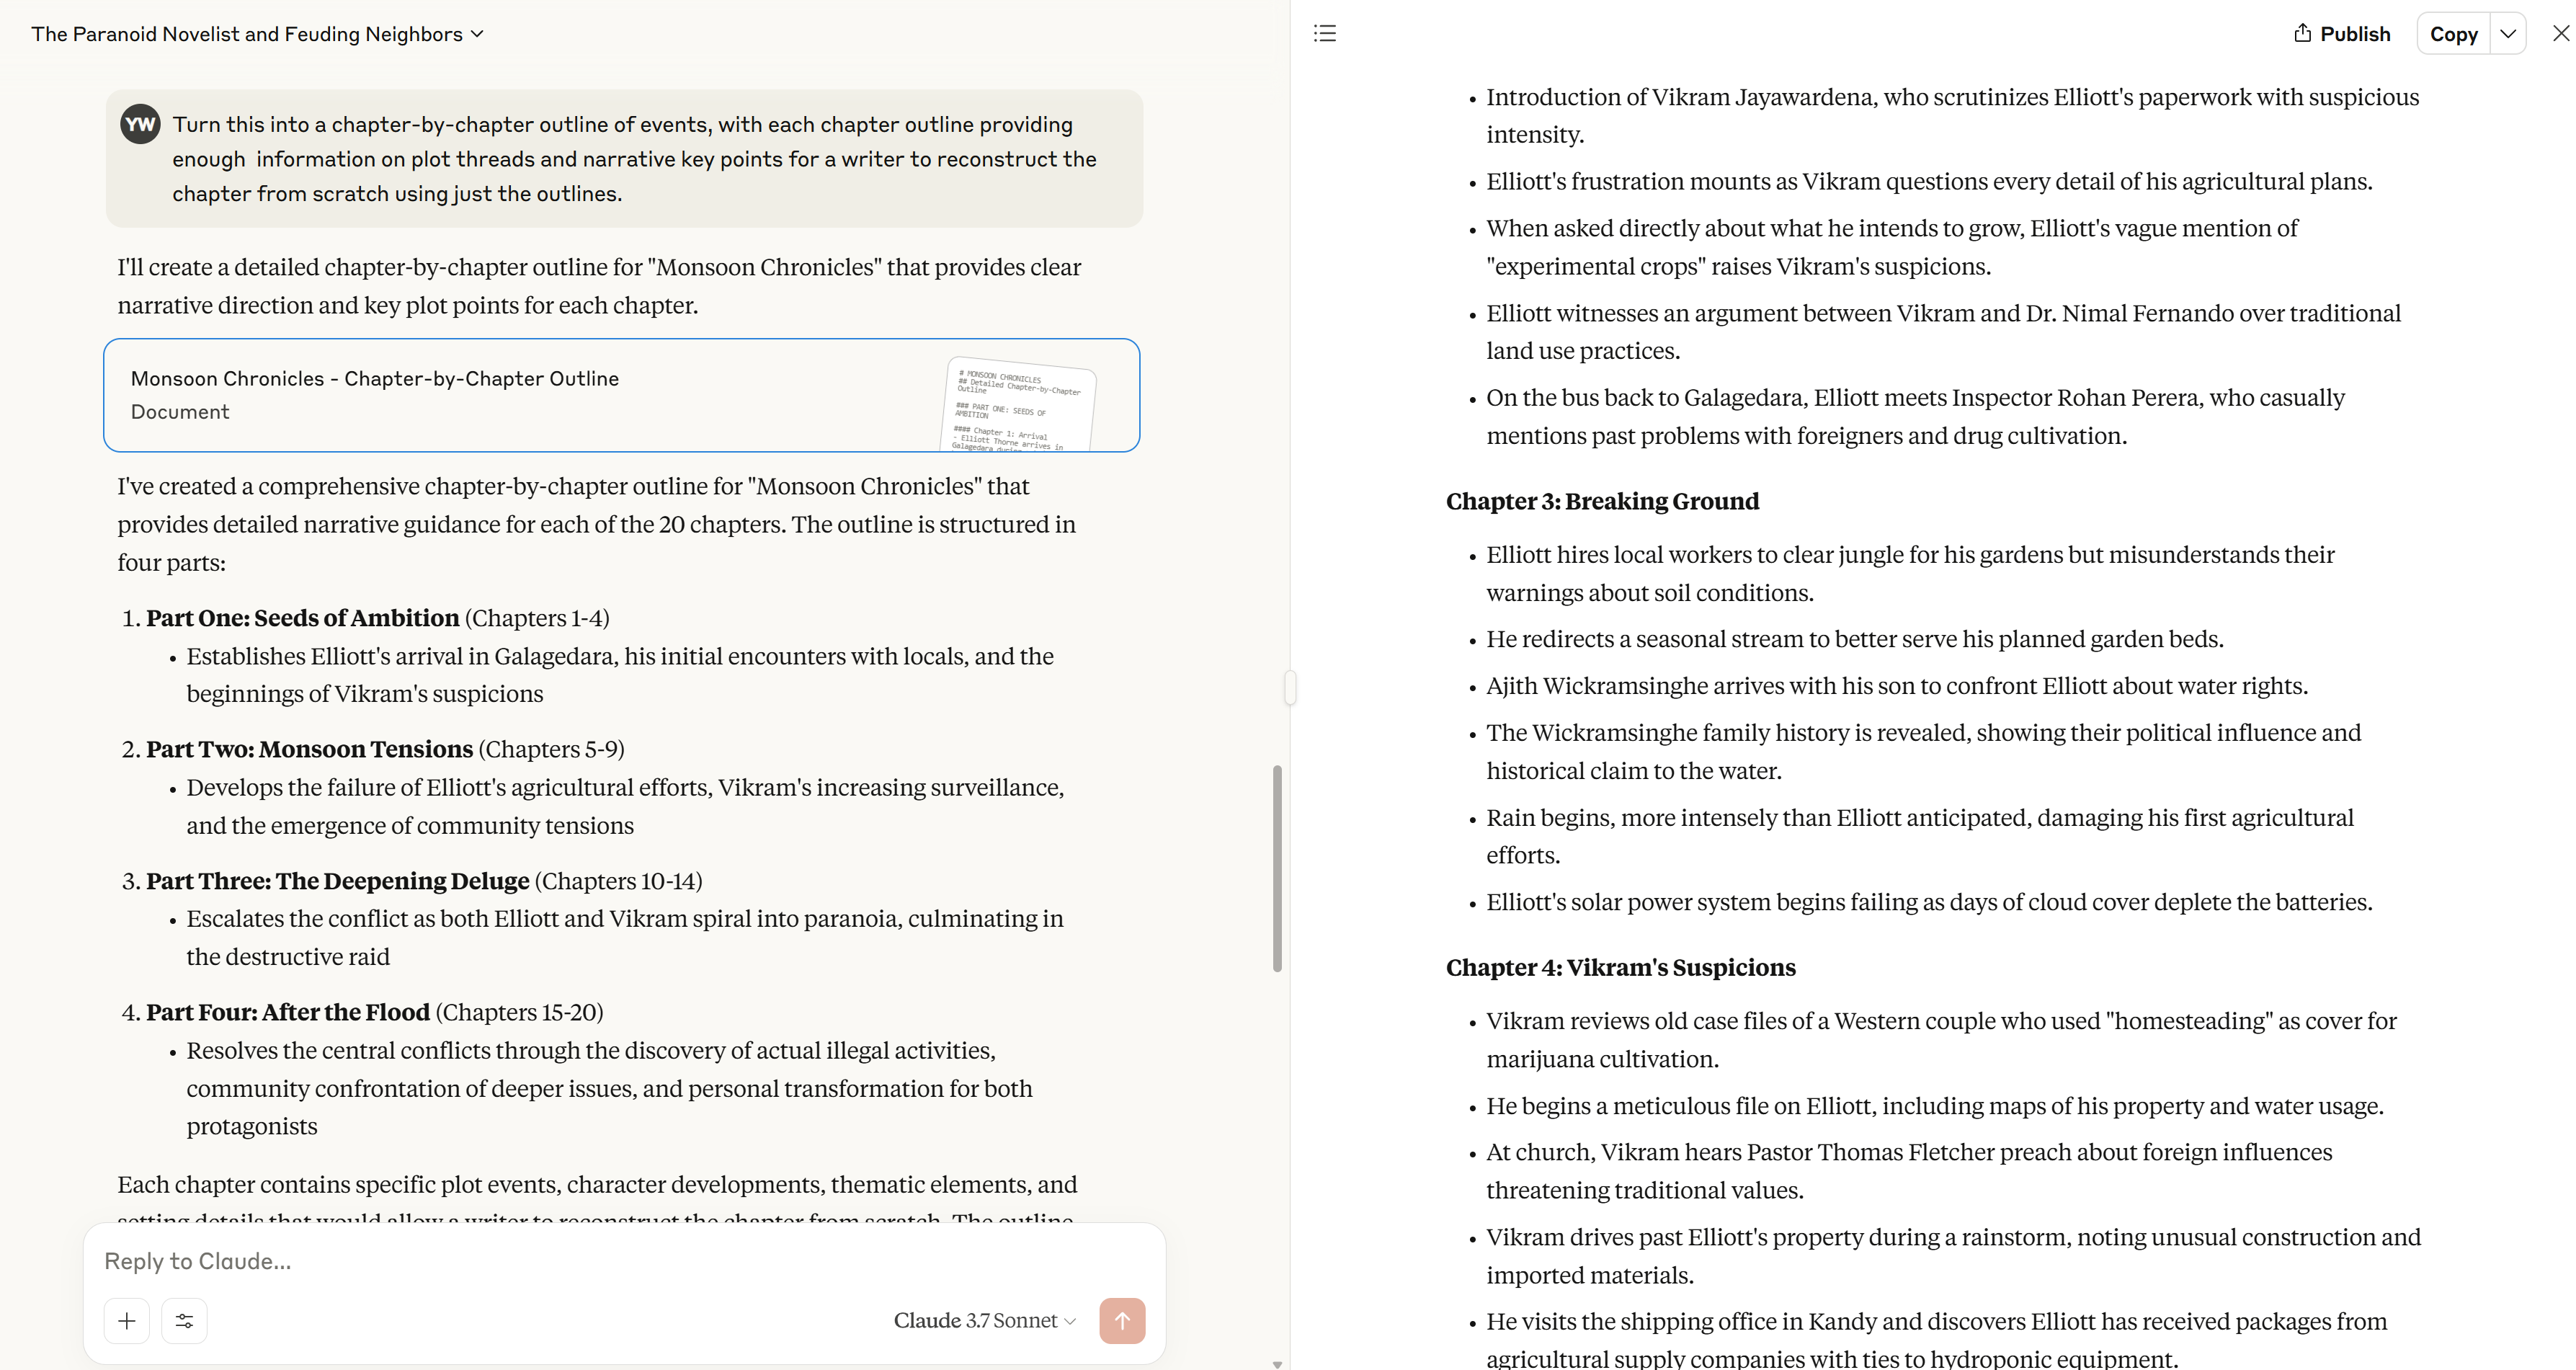 The Paranoid Novelist and Feuding Neighbors
YW
Turn this into a chapter-by-chapter outline of events, with each chapter outline providing
enough  information on plot threads and narrative key points for a writer to reconstruct the
chapter from scratch using just the outlines.
I'll create a detailed chapter-by-chapter outline for "Monsoon Chronicles" that provides clear
narrative direction and key plot points for each chapter.
Monsoon Chronicles - Chapter-by-Chapter Outline
Document
# MONSOON CHRONICLES
## Detailed Chapter-by-Chapter
Outline
### PART ONE: SEEDS OF
AMBITION
#### Chapter 1: Arrival
- Elliott Thorne arrives in
Galagedara during
I've created a comprehensive chapter-by-chapter outline for "Monsoon Chronicles" that
provides detailed narrative guidance for each of the 20 chapters. The outline is structured in
four parts:
1. Part One: Seeds of Ambition (Chapters 1-4)
• Establishes Elliott's arrival in Galagedara, his initial encounters with locals, and the
beginnings of Vikram's suspicions
2. Part Two: Monsoon Tensions (Chapters 5-9)
• Develops the failure of Elliott's agricultural efforts, Vikram's increasing surveillance,
and the emergence of community tensions
3. Part Three: The Deepening Deluge (Chapters 10-14)
• Escalates the conflict as both Elliott and Vikram spiral into paranoia, culminating in
the destructive raid
4. Part Four: After the Flood (Chapters 15-20)
• Resolves the central conflicts through the discovery of actual illegal activities,
community confrontation of deeper issues, and personal transformation for both
protagonists
Each chapter contains specific plot events, character developments, thematic elements, and
setting details that would allow a writer to reconstruct the chapter from scratch. The outline
Reply to Claude...
Claude 3.7 Sonnet
Publish
Copy
• Introduction of Vikram Jayawardena, who scrutinizes Elliott's paperwork with suspicious
intensity.
• Elliott's frustration mounts as Vikram questions every detail of his agricultural plans.
• When asked directly about what he intends to grow, Elliott's vague mention of
"experimental crops" raises Vikram's suspicions.
• Elliott witnesses an argument between Vikram and Dr. Nimal Fernando over traditional
land use practices.
• On the bus back to Galagedara, Elliott meets Inspector Rohan Perera, who casually
mentions past problems with foreigners and drug cultivation.
Chapter 3: Breaking Ground
• Elliott hires local workers to clear jungle for his gardens but misunderstands their
warnings about soil conditions.
• He redirects a seasonal stream to better serve his planned garden beds.
• Ajith Wickramsinghe arrives with his son to confront Elliott about water rights.
• The Wickramsinghe family history is revealed, showing their political influence and
historical claim to the water.
• Rain begins, more intensely than Elliott anticipated, damaging his first agricultural
efforts.
• Elliott's solar power system begins failing as days of cloud cover deplete the batteries.
Chapter 4: Vikram's Suspicions
• Vikram reviews old case files of a Western couple who used "homesteading" as cover for
marijuana cultivation.
• He begins a meticulous file on Elliott, including maps of his property and water usage.
• At church, Vikram hears Pastor Thomas Fletcher preach about foreign influences
threatening traditional values.
• Vikram drives past Elliott's property during a rainstorm, noting unusual construction and
imported materials.
• He visits the shipping office in Kandy and discovers Elliott has received packages from
agricultural supply companies with ties to hydroponic equipment.